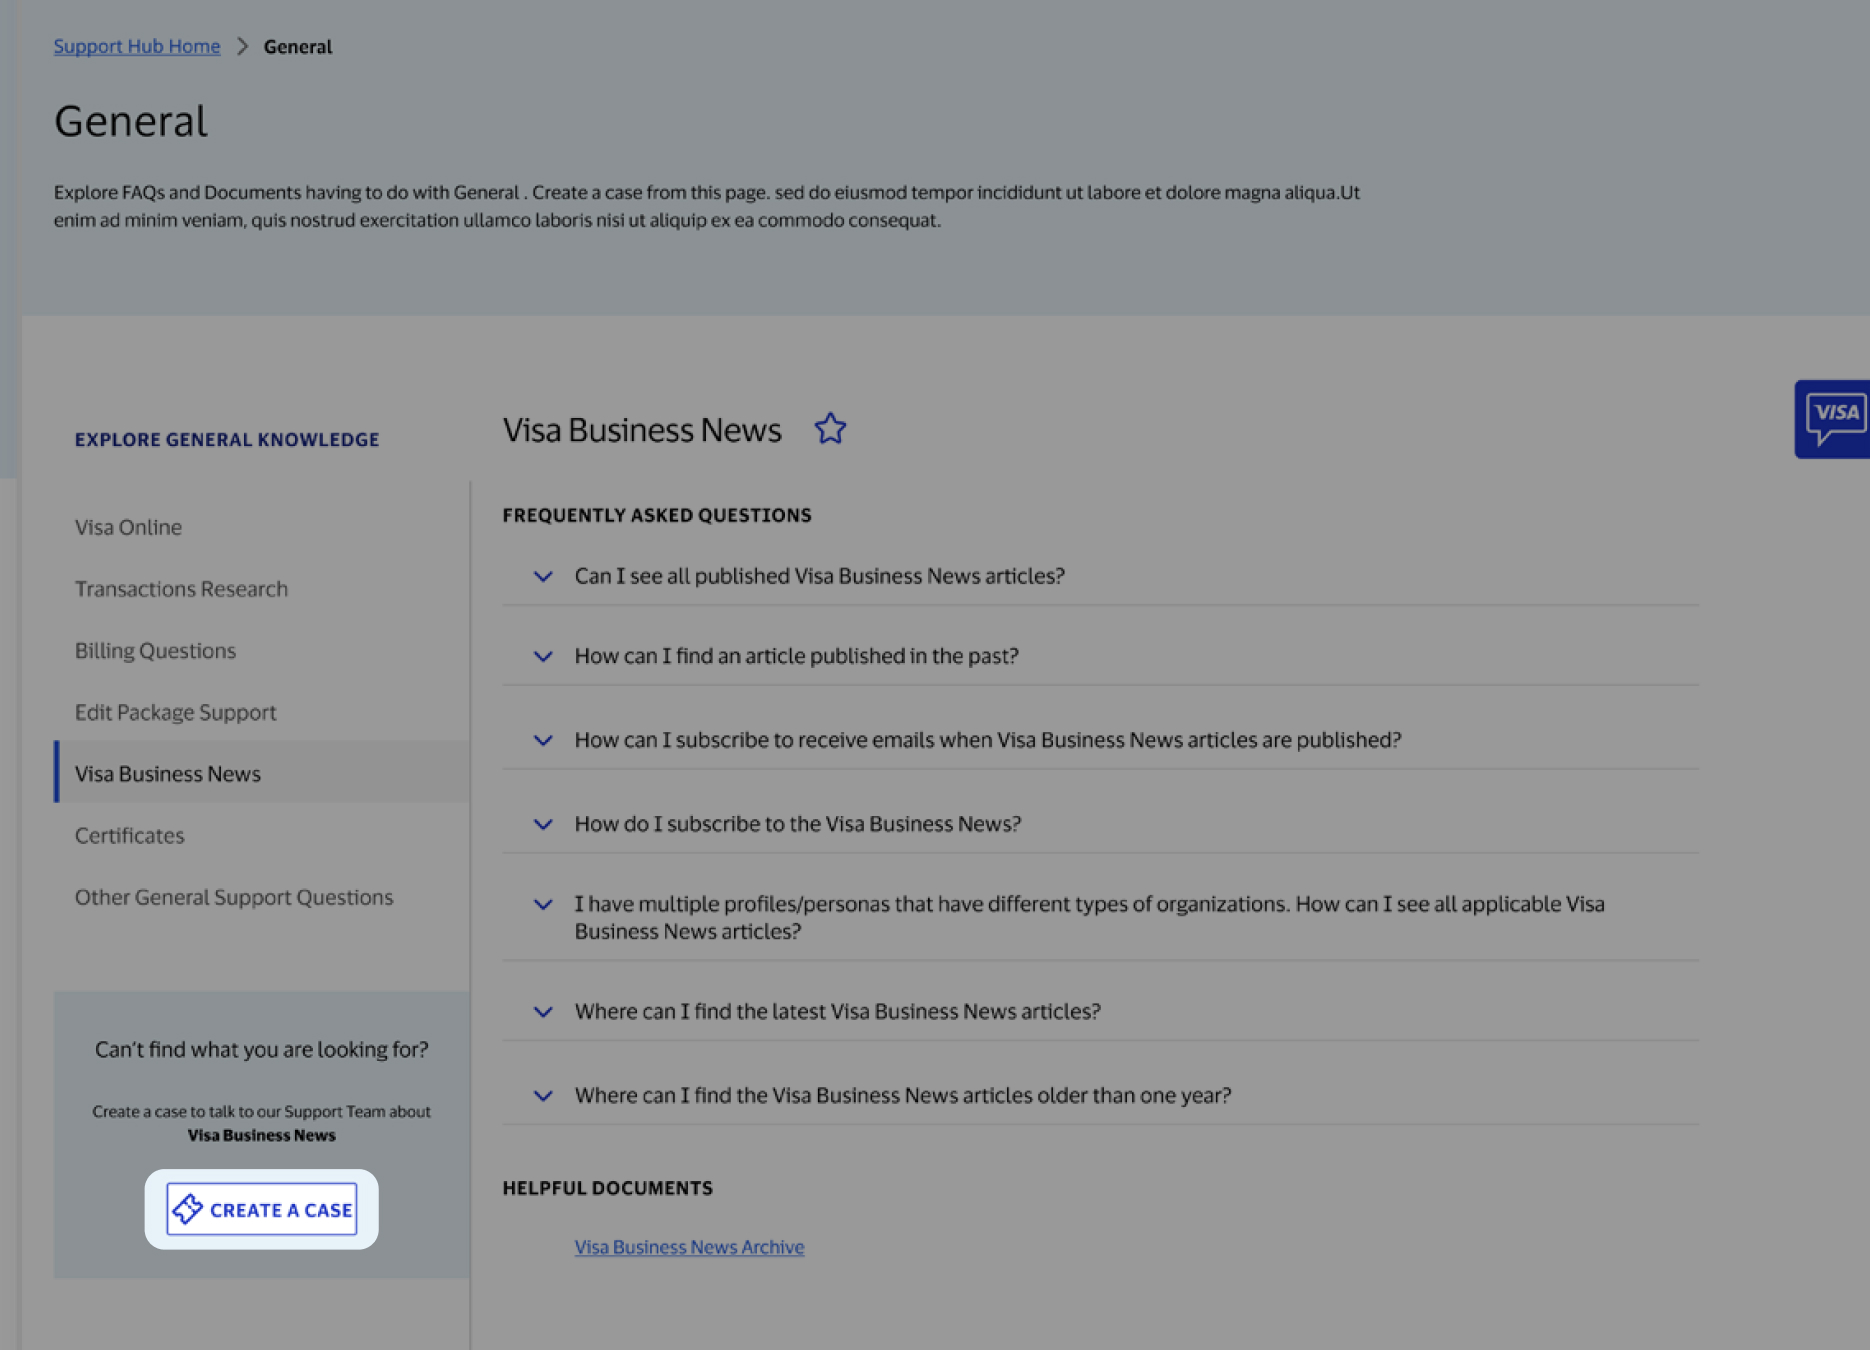 Support Hub Home > General
General
Explore FAQs and Documents having to do with General . Create a case from this page. sed do eiusmod tempor incididunt ut labore et dolore magna aliqua.Ut
enim ad minim veniam, quis nostrud exercitation ullamco laboris nisi ut aliquip ex ea commodo consequat.
VISA
EXPLORE GENERAL KNOWLEDGE
Visa Online
Transactions Research
Billing Questions
Edit Package Support
Visa Business News
Certificates
Other General Support Questions
Can't find what you are looking for?
Create a case to talk to our Support Team about
Visa Business News
CREATE A CASE
Visa Business News
FREQUENTLY ASKED QUESTIONS
Can I see all published Visa Business News articles?
How can I find an article published in the past?
How can I subscribe to receive emails when Visa Business News articles are published?
How do I subscribe to the Visa Business News?
I have multiple profiles/personas that have different types of organizations. How can I see all applicable Visa
Business News articles?
Where can I find the latest Visa Business News articles?
Where can I find the Visa Business News articles older than one year?
HELPFUL DOCUMENTS
Visa Business News Archive